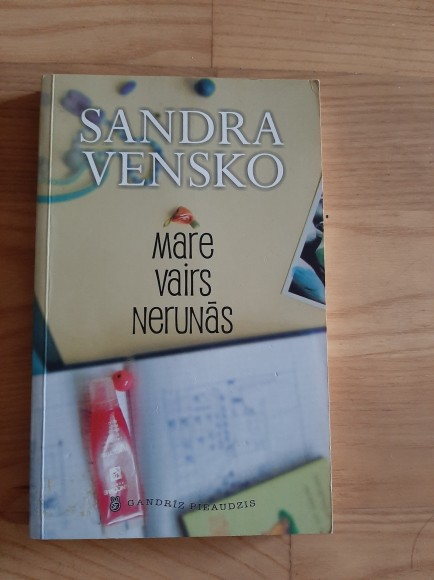 SANDRA
VENSKO
Mare
vairs
Nerunās
GANDRĪZ PIEAUDZIS